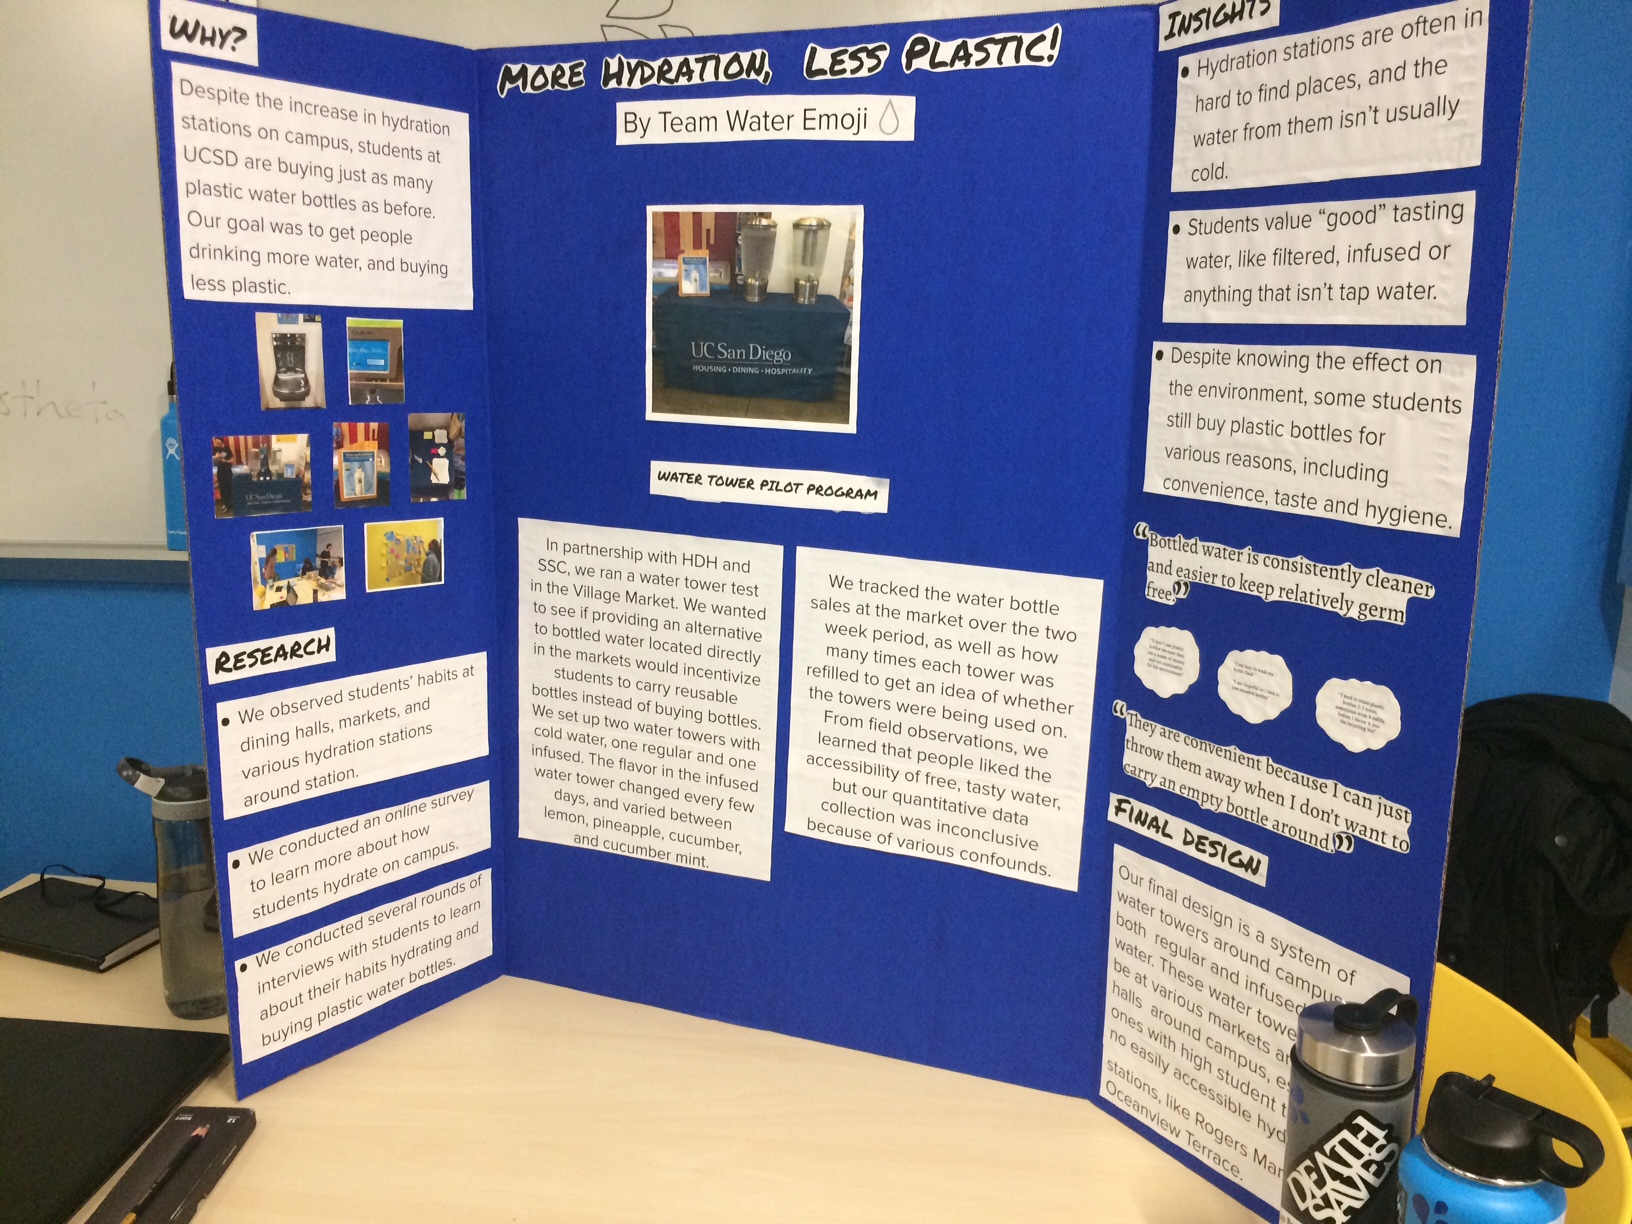 WHY?
Despite the increase in hydration
stations on campus, students at
UCSD are buying just as many
plastic water bottles as before.
Our goal was to get people
drinking more water, and buying
less plastic.
RESEARCH
• We observed students' habits at
dining halls, markets, and
various hydration stations
around station.
• We conducted an online survey
to learn more about how
students hydrate on campus.
• We conducted several rounds of
interviews with students to learn
about their habits hydrating and
buying plastic water bottles.
MORE HYDRATION, LESS PLASTIC!
By Team Water Emoji
UC San Diego
HOUSING • DINING • HOSPITALITY
WATER TOWER PILOT PROGRAM
In partnership with HDH and
SSC, we ran a water tower test
in the Village Market. We wanted
to see if providing an alternative
to bottled water located directly
in the markets would incentivize
students to carry reusable
bottles instead of buying bottles.
We set up two water towers with
cold water, one regular and one
infused. The flavor in the infused
water tower changed every few
days, and varied between
lemon, pineapple, cucumber,
and cucumber mint.
We tracked the water bottle
sales at the market over the two
week period, as well as how
many times each tower was
refilled to get an idea of whether
the towers were being used on.
From field observations, we
learned that people liked the
accessibility of free, tasty water,
but our quantitative data
collection was inconclusive
because of various confounds.
INSIGHTS
• Hydration stations are often in
hard to find places, and the
water from them isn't usually
cold.
• Students value “good” tasting
water, like filtered, infused or
anything that isn't tap water.
• Despite knowing the effect on
the environment, some students
still buy plastic bottles for
various reasons, including
convenience, taste and hygiene.
“Bottled water is consistently cleaner
and easier to keep relatively germ
free.”
“They are convenient because I can just
throw them away when I don't want to
carry an empty bottle around.”
FINAL DESIGN
Our final design is a system of
water towers around campus
both regular and infused
water. These water
be at various markets
halls around campus,
ones with high student
no easily accessible
stations, like Rogers
Oceanview Terrace.
DEATH
SAVES
UC San Diego